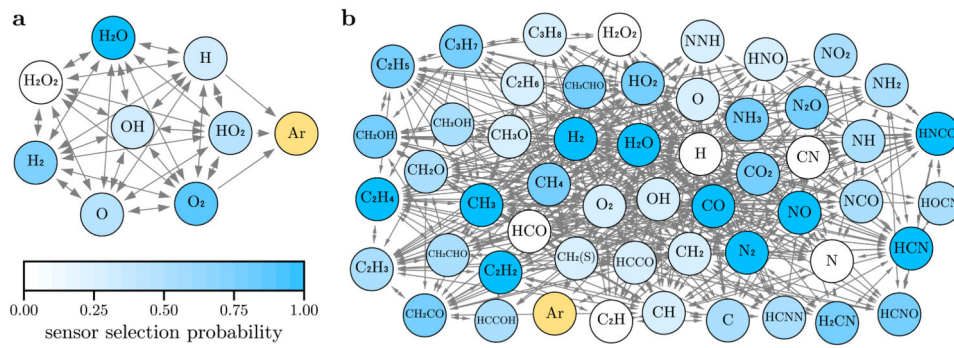 a
H₂O
H
H₂O₂
OH
HO₂
Ar
H₂
O
O₂
0.00 0.25 0.50 0.75 1.00
sensor selection probability
b
C₃H₈ H₂O₂
C₃H₇ NNH
HNO NO₂
C₂H₅
C₂H₆ CH₃CHO HO₂ NH₂
O
N₂O
CH₂OH CH₃OH CH₃O NH₃ NH HNCO
H₂ H₂O
H CN
CH₂O CO₂
CH₄
C₂H₄ CH₃ O₂ OH CO NO NCO HOCN
HCO
C₂H₃ CH₂CHO CH₂(S) HCCO CH₂ N₂ N HCN
C₂H₂
CH₂CO HCCOH Ar C₂H CH C HCNN H₂CN HCNO